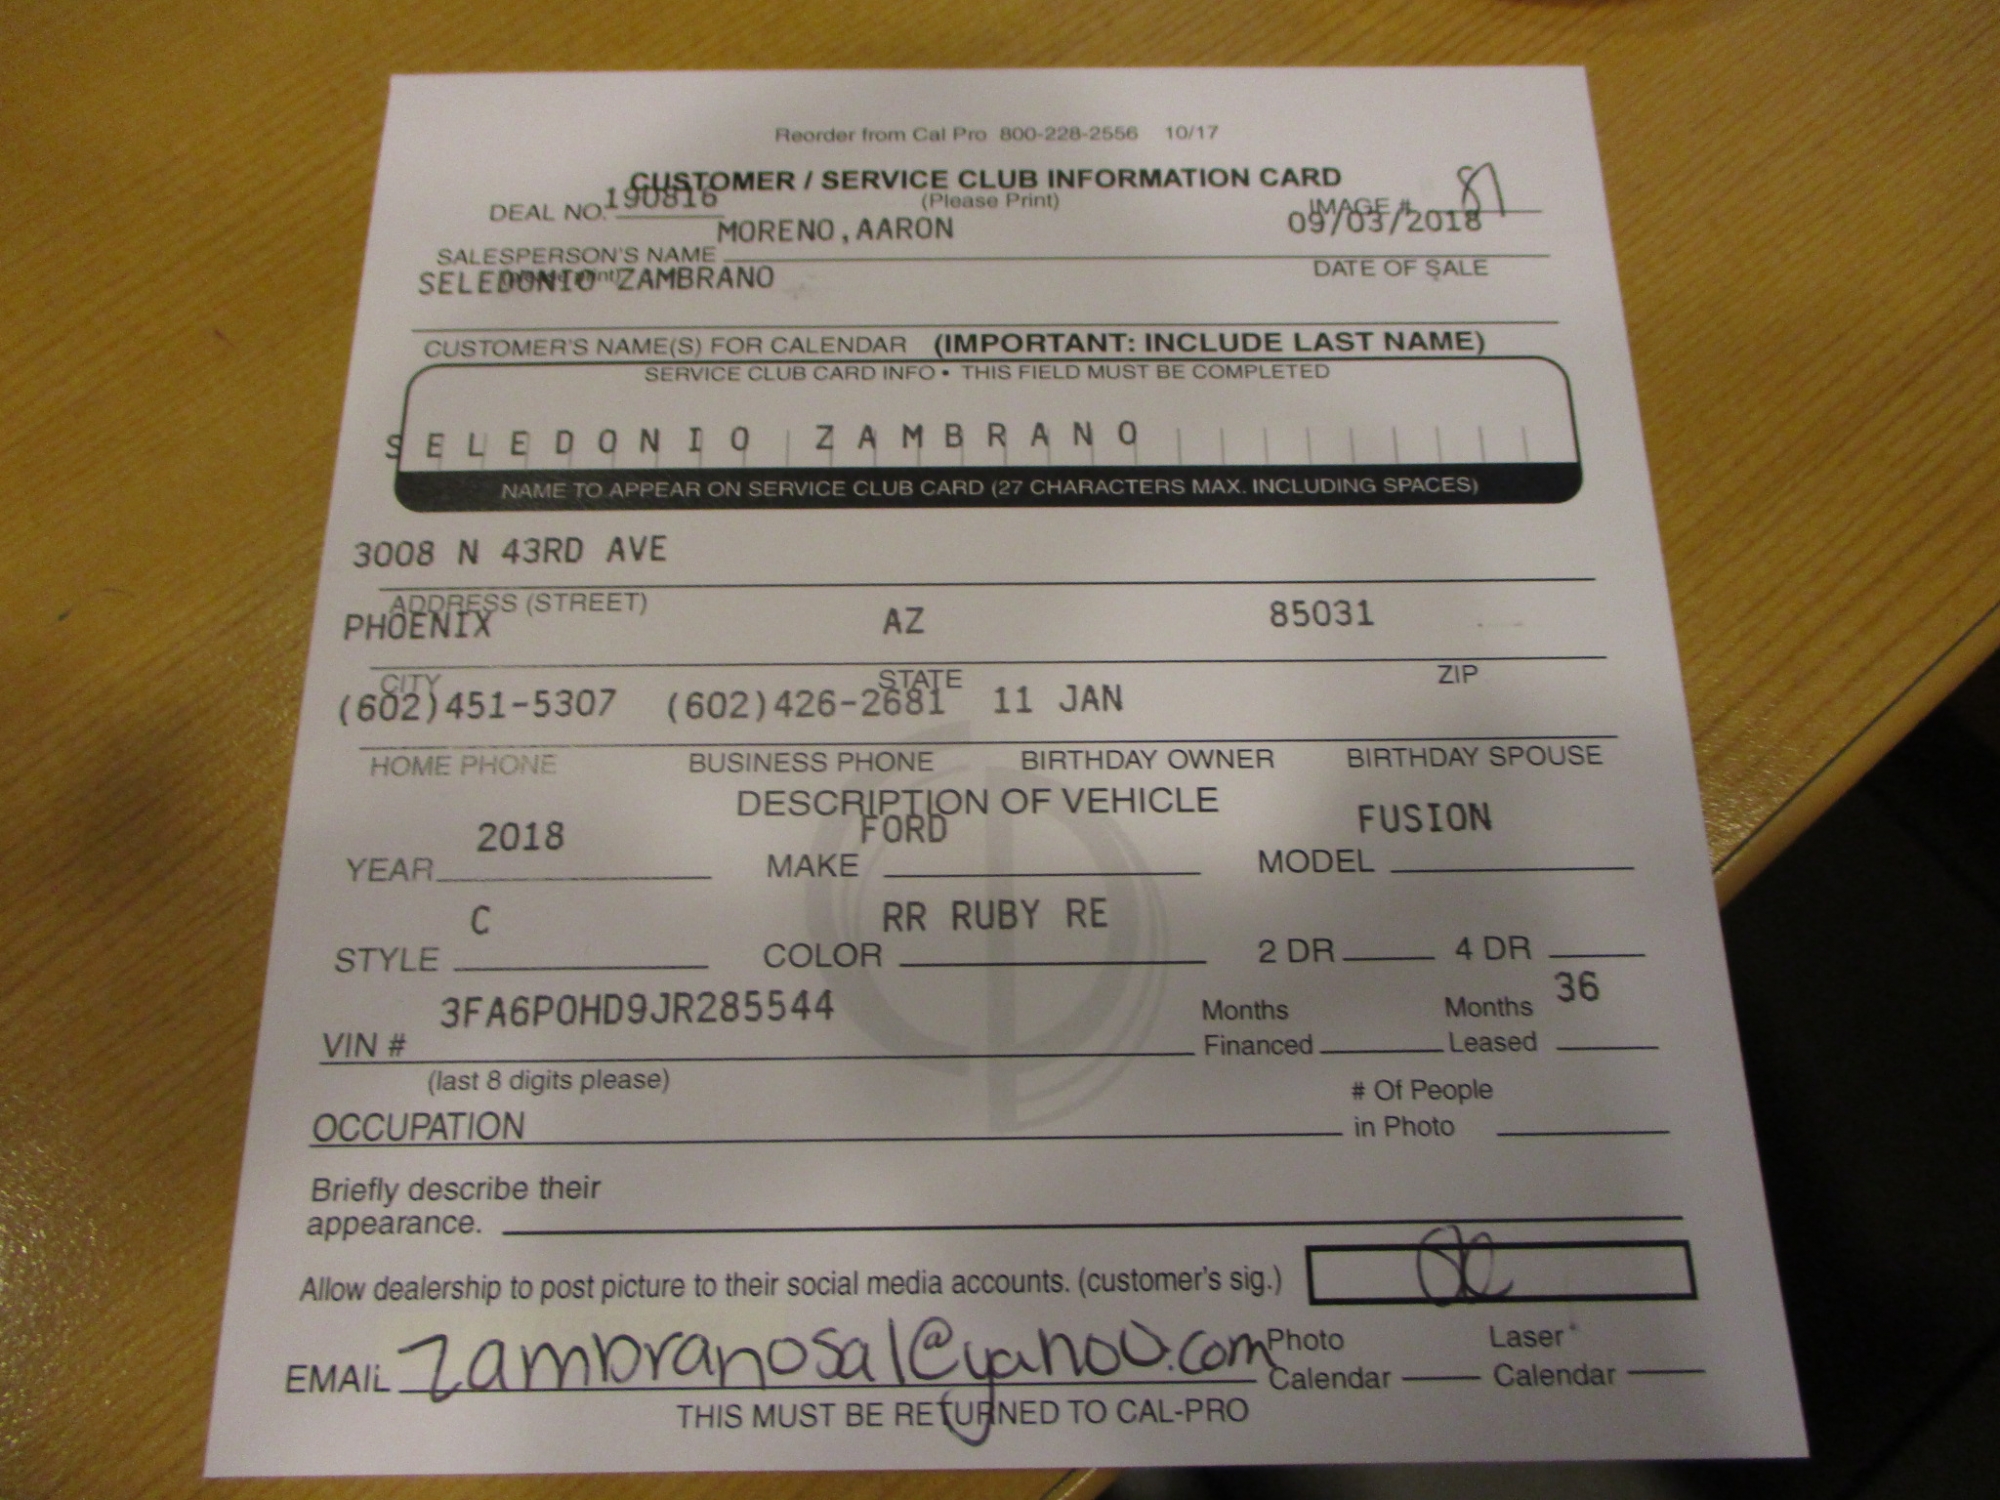 Reorder from Cal Pro 800-228-2556 10/17
CUSTOMER / SERVICE CLUB INFORMATION CARD
(Please Print)
DEAL NO. 190816 IMAGE # 81
SALESPERSON'S NAME MORENO, AARON 09/03/2018
(please print) DATE OF SALE
SELEDONIO ZAMBRANO
CUSTOMER'S NAME(S) FOR CALENDAR (IMPORTANT: INCLUDE LAST NAME)
SERVICE CLUB CARD INFO • THIS FIELD MUST BE COMPLETED
SELEDONIO ZAMBRANO
NAME TO APPEAR ON SERVICE CLUB CARD (27 CHARACTERS MAX. INCLUDING SPACES)
3008 N 43RD AVE
ADDRESS (STREET)
PHOENIX AZ 85031
CITY STATE ZIP
(602)451-5307 (602)426-2681 11 JAN
HOME PHONE BUSINESS PHONE BIRTHDAY OWNER BIRTHDAY SPOUSE
DESCRIPTION OF VEHICLE
YEAR 2018 MAKE FORD MODEL FUSION
STYLE C COLOR RR RUBY RE 2 DR 4 DR
VIN # 3FA6P0HD9JR285544 Months Financed Months Leased 36
(last 8 digits please)
OCCUPATION # Of People in Photo
Briefly describe their
appearance.
Allow dealership to post picture to their social media accounts. (customer's sig.)
EMAIL zambranosal@yahoo.com Photo Calendar Laser Calendar
THIS MUST BE RETURNED TO CAL-PRO